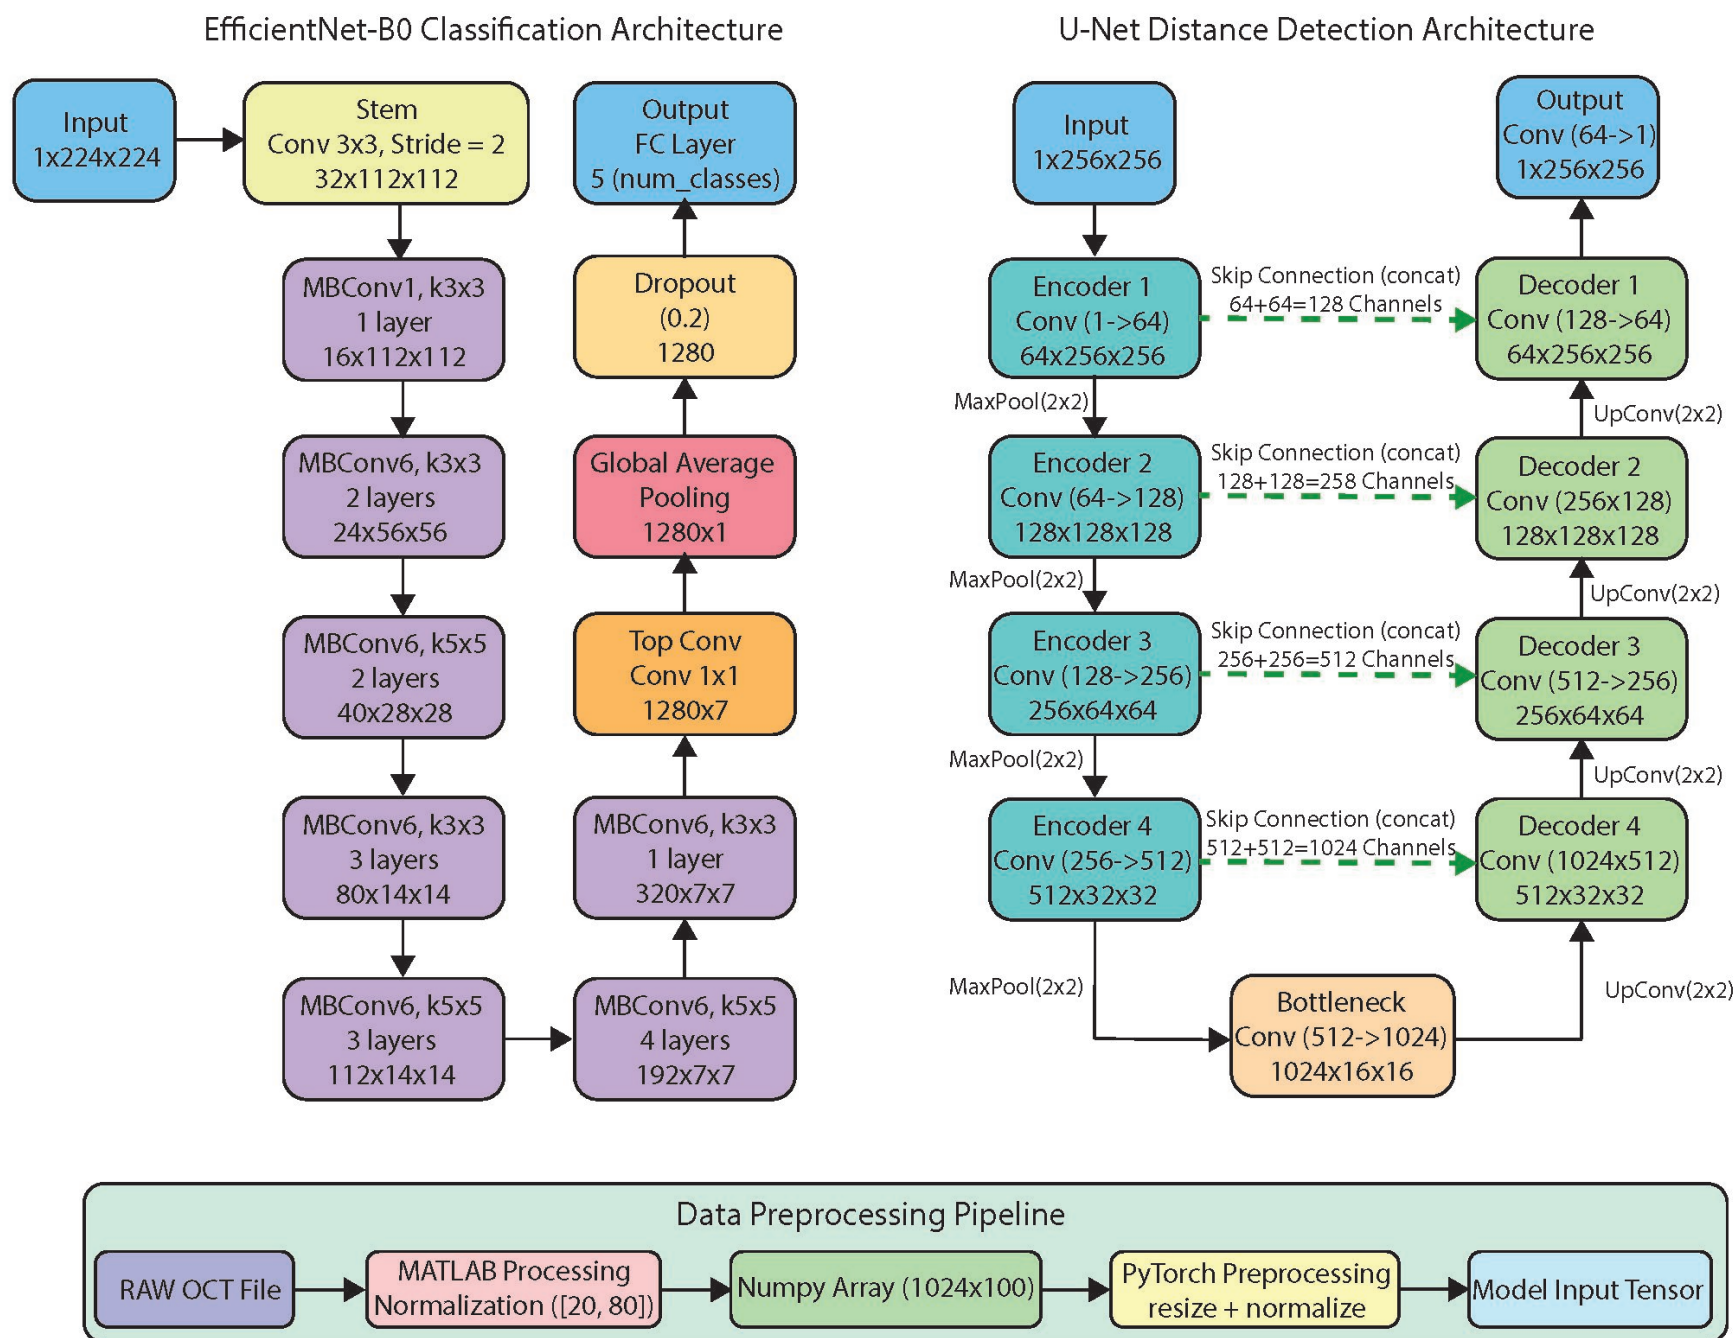 EfficientNet-B0 Classification Architecture
Input
1x224x224
Stem
Conv 3x3, Stride = 2
32x112x112
MBConv1, k3x3
1 layer
16x112x112
MBConv6, k3x3
2 layers
24x56x56
MBConv6, k5x5
2 layers
40x28x28
MBConv6, k3x3
3 layers
80x14x14
MBConv6, k5x5
3 layers
112x14x14
MBConv6, k5x5
4 layers
192x7x7
MBConv6, k3x3
1 layer
320x7x7
Top Conv
Conv 1x1
1280x7
Global Average
Pooling
1280x1
Dropout
(0.2)
1280
Output
FC Layer
5 (num_classes)
U-Net Distance Detection Architecture
Input
1x256x256
Encoder 1
Conv (1->64)
64x256x256
MaxPool(2x2)
Encoder 2
Conv (64->128)
128x128x128
MaxPool(2x2)
Encoder 3
Conv (128->256)
256x64x64
MaxPool(2x2)
Encoder 4
Conv (256->512)
512x32x32
MaxPool(2x2)
Bottleneck
Conv (512->1024)
1024x16x16
UpConv(2x2)
Skip Connection (concat)
512+512=1024 Channels
Decoder 4
Conv (1024x512)
512x32x32
UpConv(2x2)
Skip Connection (concat)
256+256=512 Channels
Decoder 3
Conv (512->256)
256x64x64
UpConv(2x2)
Skip Connection (concat)
128+128=258 Channels
Decoder 2
Conv (256x128)
128x128x128
UpConv(2x2)
Skip Connection (concat)
64+64=128 Channels
Decoder 1
Conv (128->64)
64x256x256
Output
Conv (64->1)
1x256x256
Data Preprocessing Pipeline
RAW OCT File
MATLAB Processing
Normalization ([20, 80])
Numpy Array (1024x100)
PyTorch Preprocessing
resize + normalize
Model Input Tensor